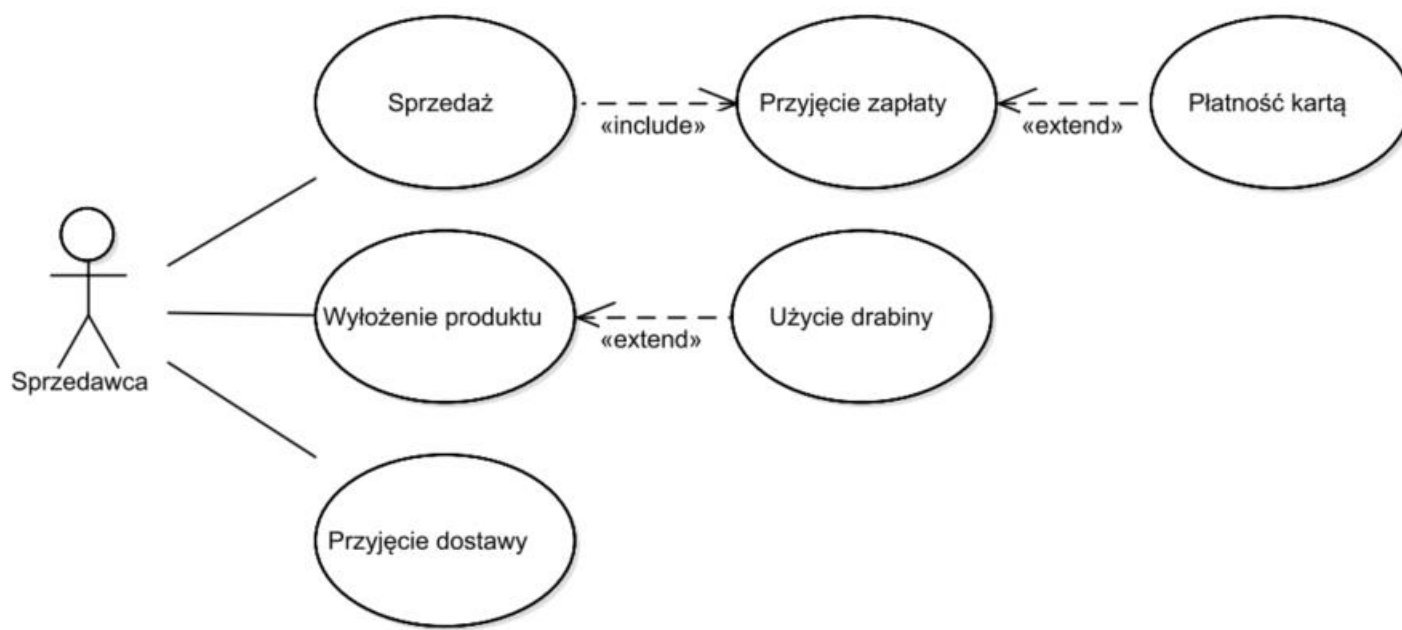 Sprzedaż
«include»
Przyjęcie zapłaty
«extend»
Płatność kartą
Sprzedawca
Wyłożenie produktu
«extend»
Użycie drabiny
Przyjęcie dostawy